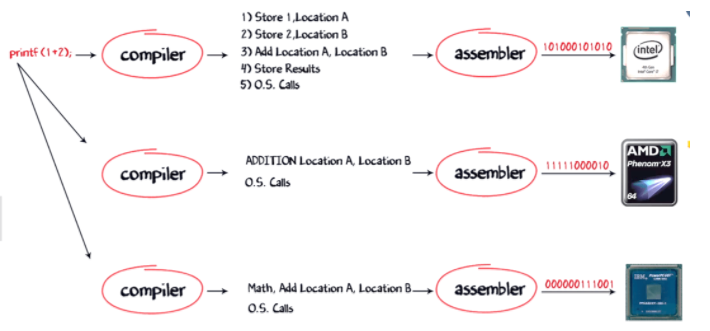 1) Store 1,Location A
2) Store 2,Location B
printf(1+2);
compiler
3) Add Location A, Location B
4) Store Results
5) O.S. Calls
assembler
101000101010
intel
compiler
ADDITION Location A, Location B
O.S. Calls
assembler
11111000010
AMD
Phenom X3
64
compiler
Math, Add Location A, Location B
O.S. Calls
assembler
000000111001
IBM